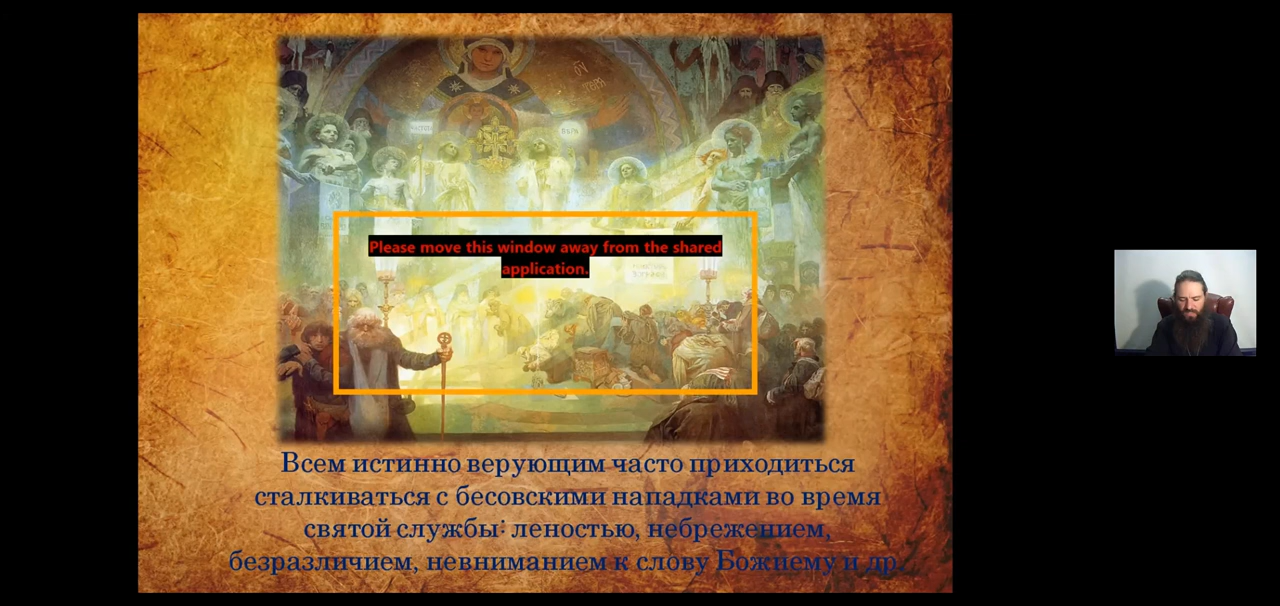 Please move this window away from the shared
application.
Всем истинно верующим часто приходиться
сталкиваться с бесовскими нападками во время
святой службы: леностью, небрежением,
безразличием, невниманием к слову Божиему и др.